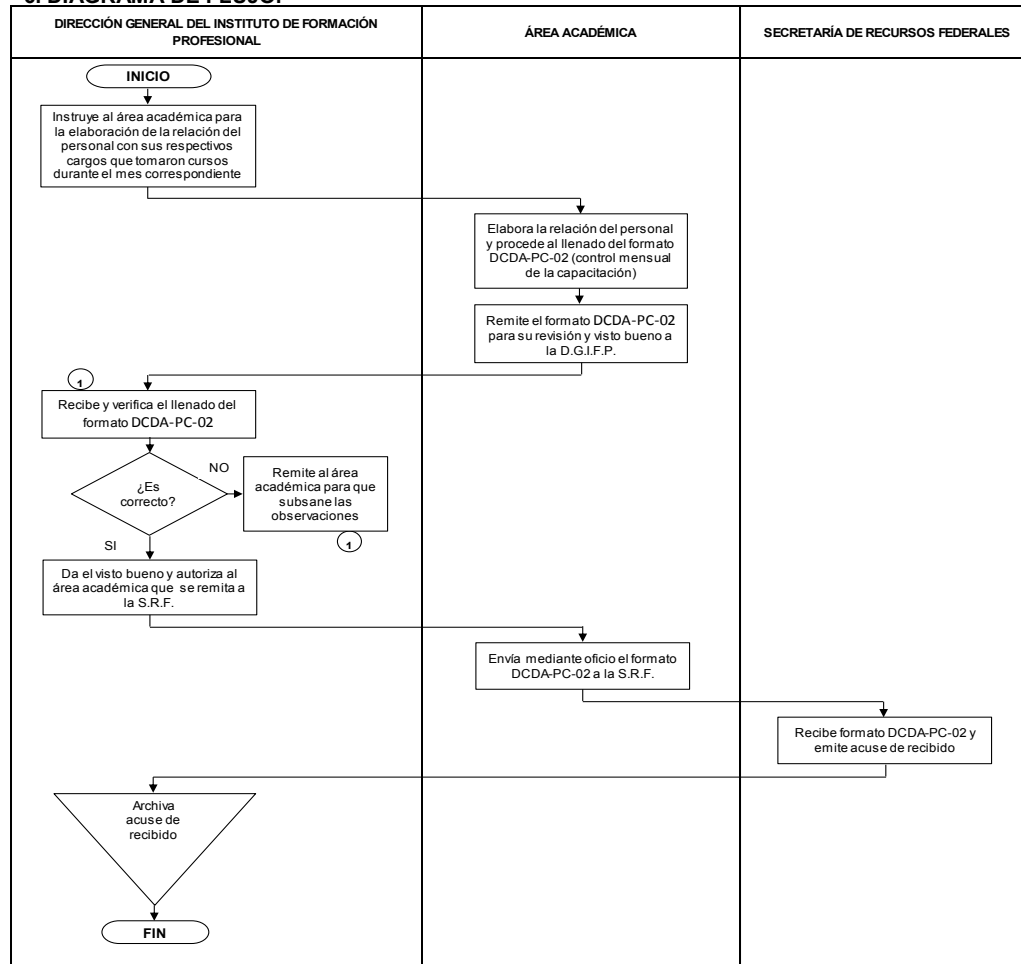 DIRECCIÓN GENERAL DEL INSTITUTO DE FORMACIÓN
PROFESIONAL
ÁREA ACADÉMICA
SECRETARÍA DE RECURSOS FEDERALES
INICIO
Instruye al área académica para
la elaboración de la relación del
personal con sus respectivos
cargos que tomaron cursos
durante el mes correspondiente
Elabora la relación del personal
y procede al llenado del formato
DCDA-PC-02 (control mensual
de la capacitación)
Remite el formato DCDA-PC-02
para su revisión y visto bueno a
la D.G.I.F.P.
1
Recibe y verifica el llenado del
formato DCDA-PC-02
¿Es
correcto?
NO
Remite al área
académica para que
subsane las
observaciones
1
SI
Da el visto bueno y autoriza al
área académica que se remita a
la S.R.F.
Envía mediante oficio el formato
DCDA-PC-02 a la S.R.F.
Recibe formato DCDA-PC-02 y
emite acuse de recibido
Archiva
acuse de
recibido
FIN